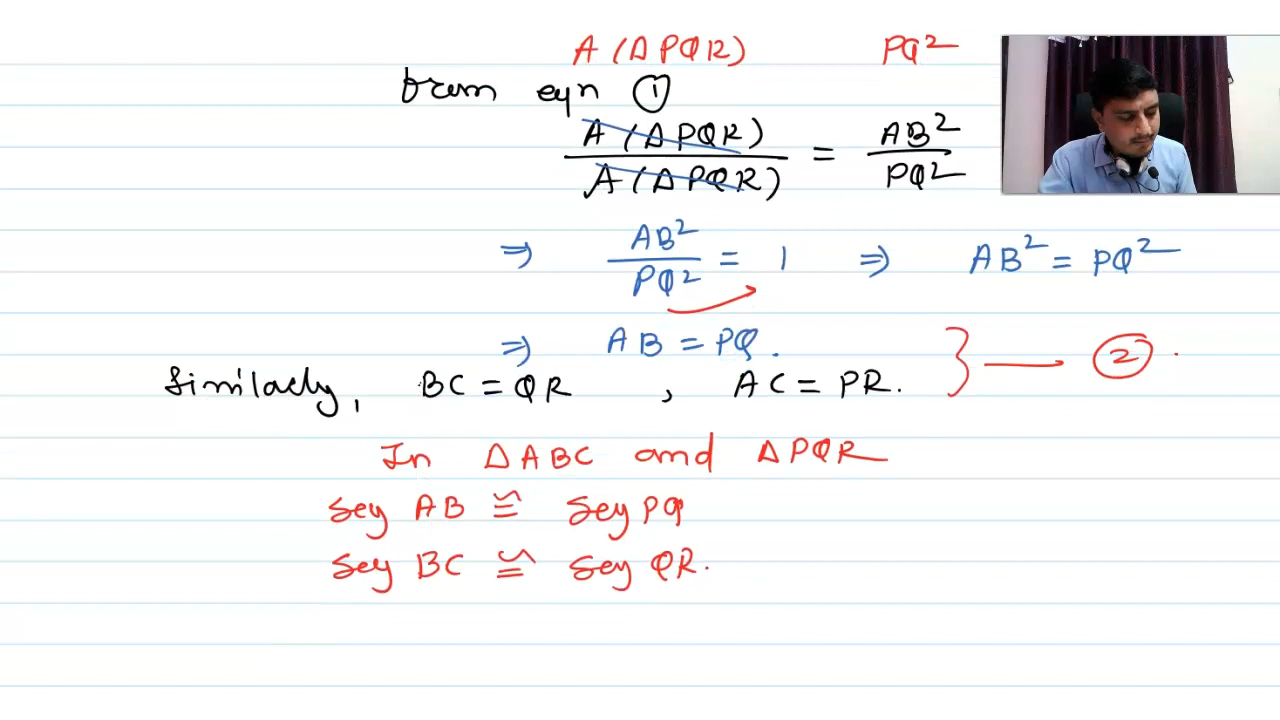 A (Δ PQR) PQ²
from eqn ①
A (Δ PQR) / A (Δ PQR) = AB² / PQ²
⇒ AB² / PQ² = 1 ⇒ AB² = PQ²
⇒ AB = PQ. } — ②.
Similarly, BC = QR , AC = PR.
In Δ ABC and Δ PQR
Seg AB ≅ Seg PQ
Seg BC ≅ Seg QR.